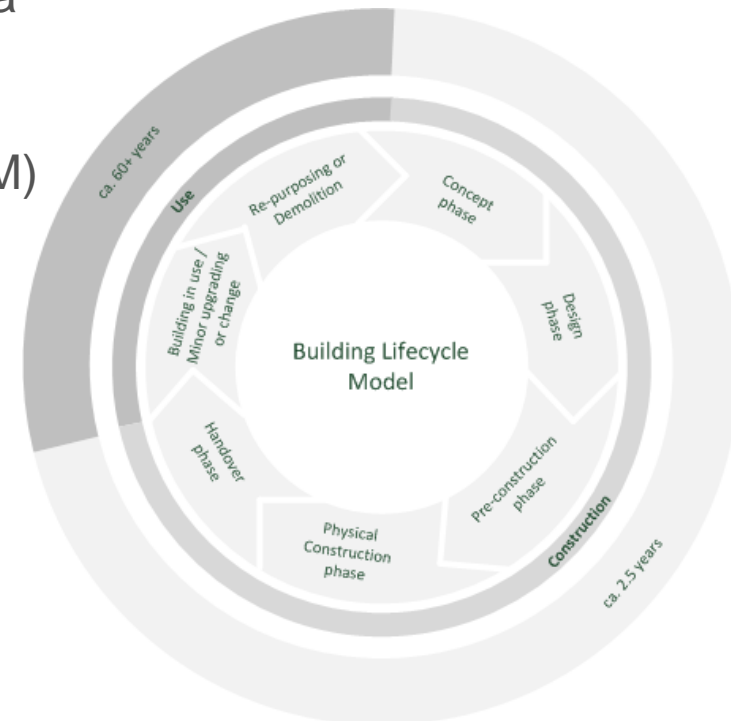 a
M)
Building Lifecycle
Model
Concept
phase
Design
phase
Pre-construction
phase
Physical
Construction
phase
Handover
phase
Building in use /
Minor upgrading
or change
Re-purposing or
Demolition
Use
Construction
ca. 60+ years
ca. 2.5 years